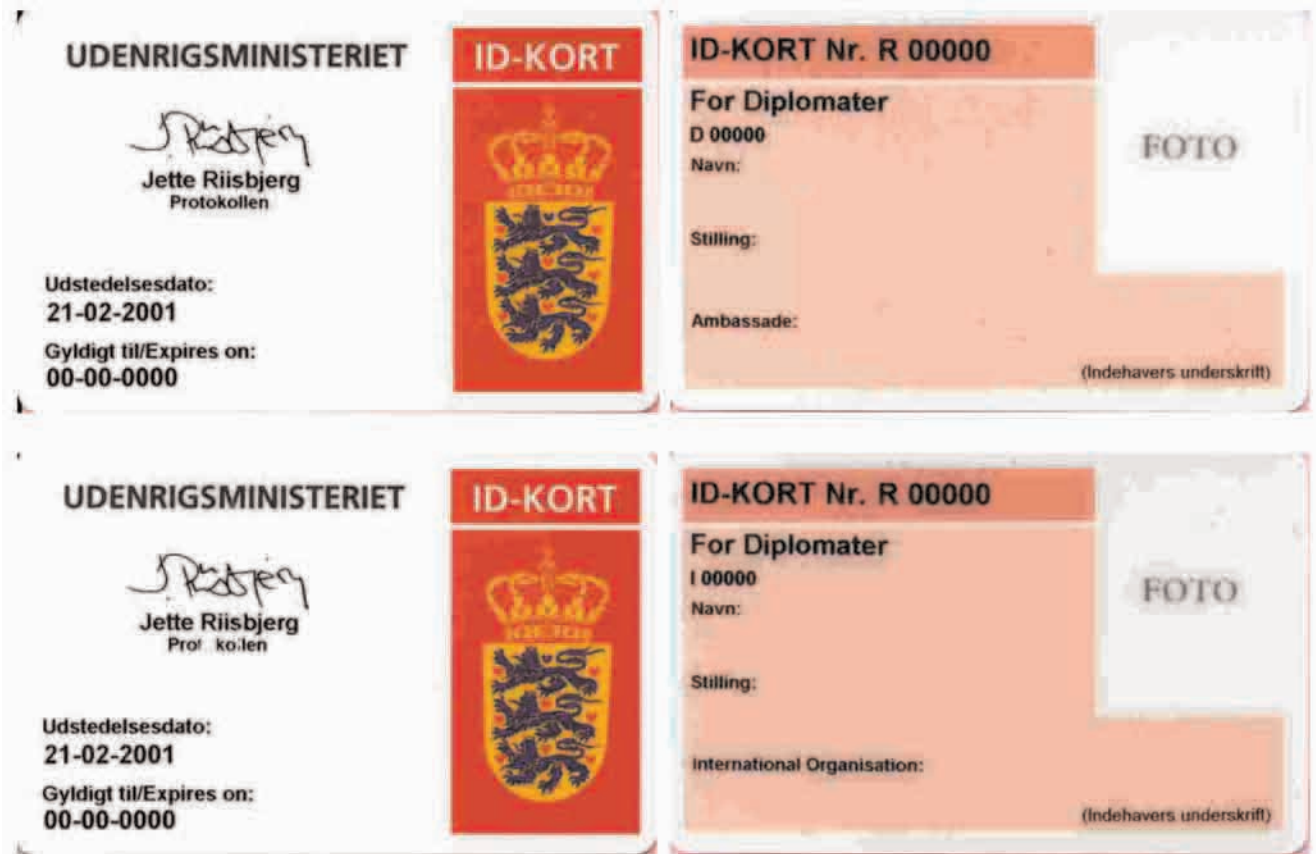 UDENRIGSMINISTERIET
Jette Riisbjerg
Protokollen
Udstedelsesdato:
21-02-2001
Gyldigt til/Expires on:
00-00-0000
ID-KORT
ID-KORT Nr. R 00000
For Diplomater
D 00000
Navn:
Stilling:
Ambassade:
(Indehavers underskrift)
FOTO
UDENRIGSMINISTERIET
Jette Riisbjerg
Udstedelsesdato:
21-02-2001
Gyldigt til/Expires on:
00-00-0000
ID-KORT
ID-KORT Nr. R 00000
For Diplomater
I 00000
Navn:
Stilling:
International Organisation:
(Indehavers underskrift)
FOTO